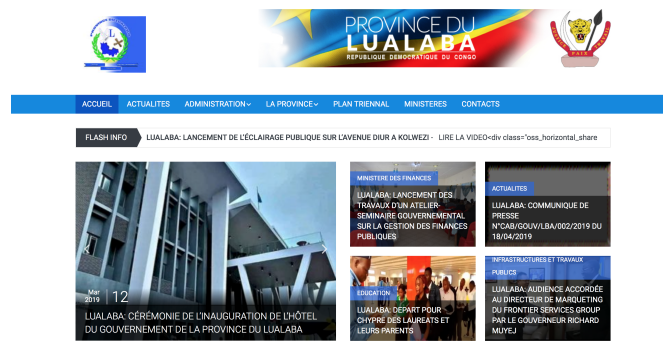 PROVINCE DU
LUALABA
REPUBLIQUE DEMOCRATIQUE DU CONGO
ACCUEIL ACTUALITES ADMINISTRATION LA PROVINCE PLAN TRIENNAL MINISTERES CONTACTS
FLASH INFO LUALABA: LANCEMENT DE L'ÉCLAIRAGE PUBLIQUE SUR L'AVENUE DIUR A KOLWEZI - LIRE LA VIDEO<div class="oss_horizontal_share
Mar
2019
12
LUALABA: CÉRÉMONIE DE L'INAUGURATION DE L'HÔTEL
DU GOUVERNEMENT DE LA PROVINCE DU LUALABA
MINISTERE DES FINANCES
LUALABA: LANCEMENT DES
TRAVAUX D'UN ATELIER-
SEMINAIRE GOUVERNEMENTAL
SUR LA GESTION DES FINANCES
PUBLIQUES
ACTUALITES
LUALABA: COMMUNIQUE DE
PRESSE
N°CAB/GOUV/LBA/002/2019 DU
18/04/2019
EDUCATION
LUALABA: DÉPART POUR
CHYPRE DES LAUREATS ET
LEURS PARENTS
INFRASTRUCTURES ET TRAVAUX
PUBLICS
LUALABA: AUDIENCE ACCORDÉE
AU DIRECTEUR DE MARQUETING
DU FRONTIER SERVICES GROUP
PAR LE GOUVERNEUR RICHARD
MUYEJ